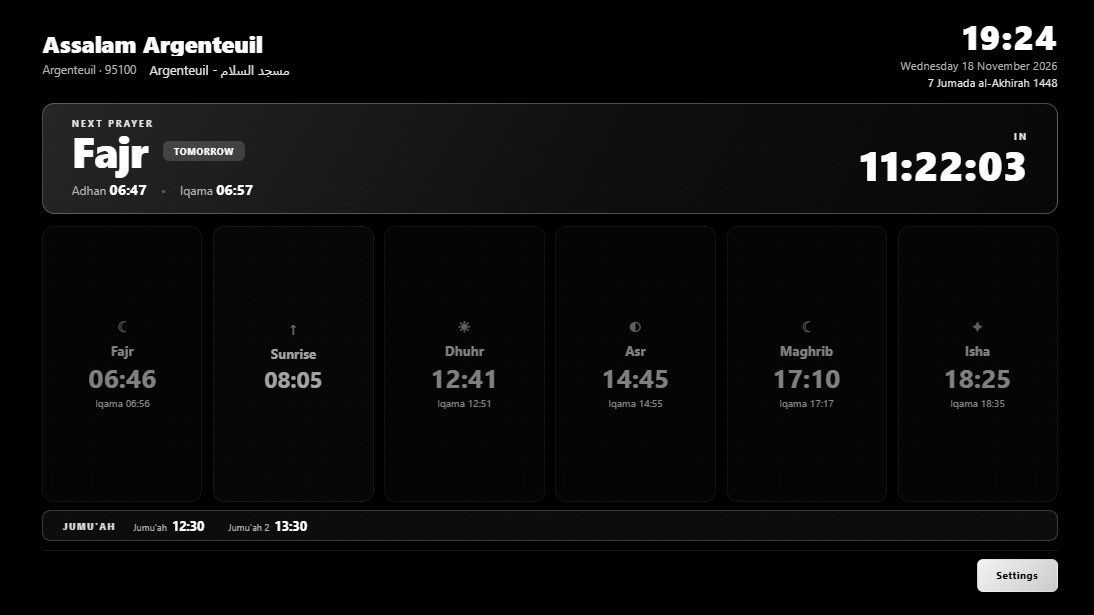 Assalam Argenteuil
Argenteuil · 95100 Argenteuil - مسجد السلام
19:24
Wednesday 18 November 2026
7 Jumada al-Akhirah 1448
NEXT PRAYER
Fajr TOMORROW
Adhan 06:47 • Iqama 06:57
IN
11:22:03
Fajr
06:46
Iqama 06:56
Sunrise
08:05
Dhuhr
12:41
Iqama 12:51
Asr
14:45
Iqama 14:55
Maghrib
17:10
Iqama 17:17
Isha
18:25
Iqama 18:35
JUMU'AH Jumu'ah 12:30 Jumu'ah 2 13:30
Settings